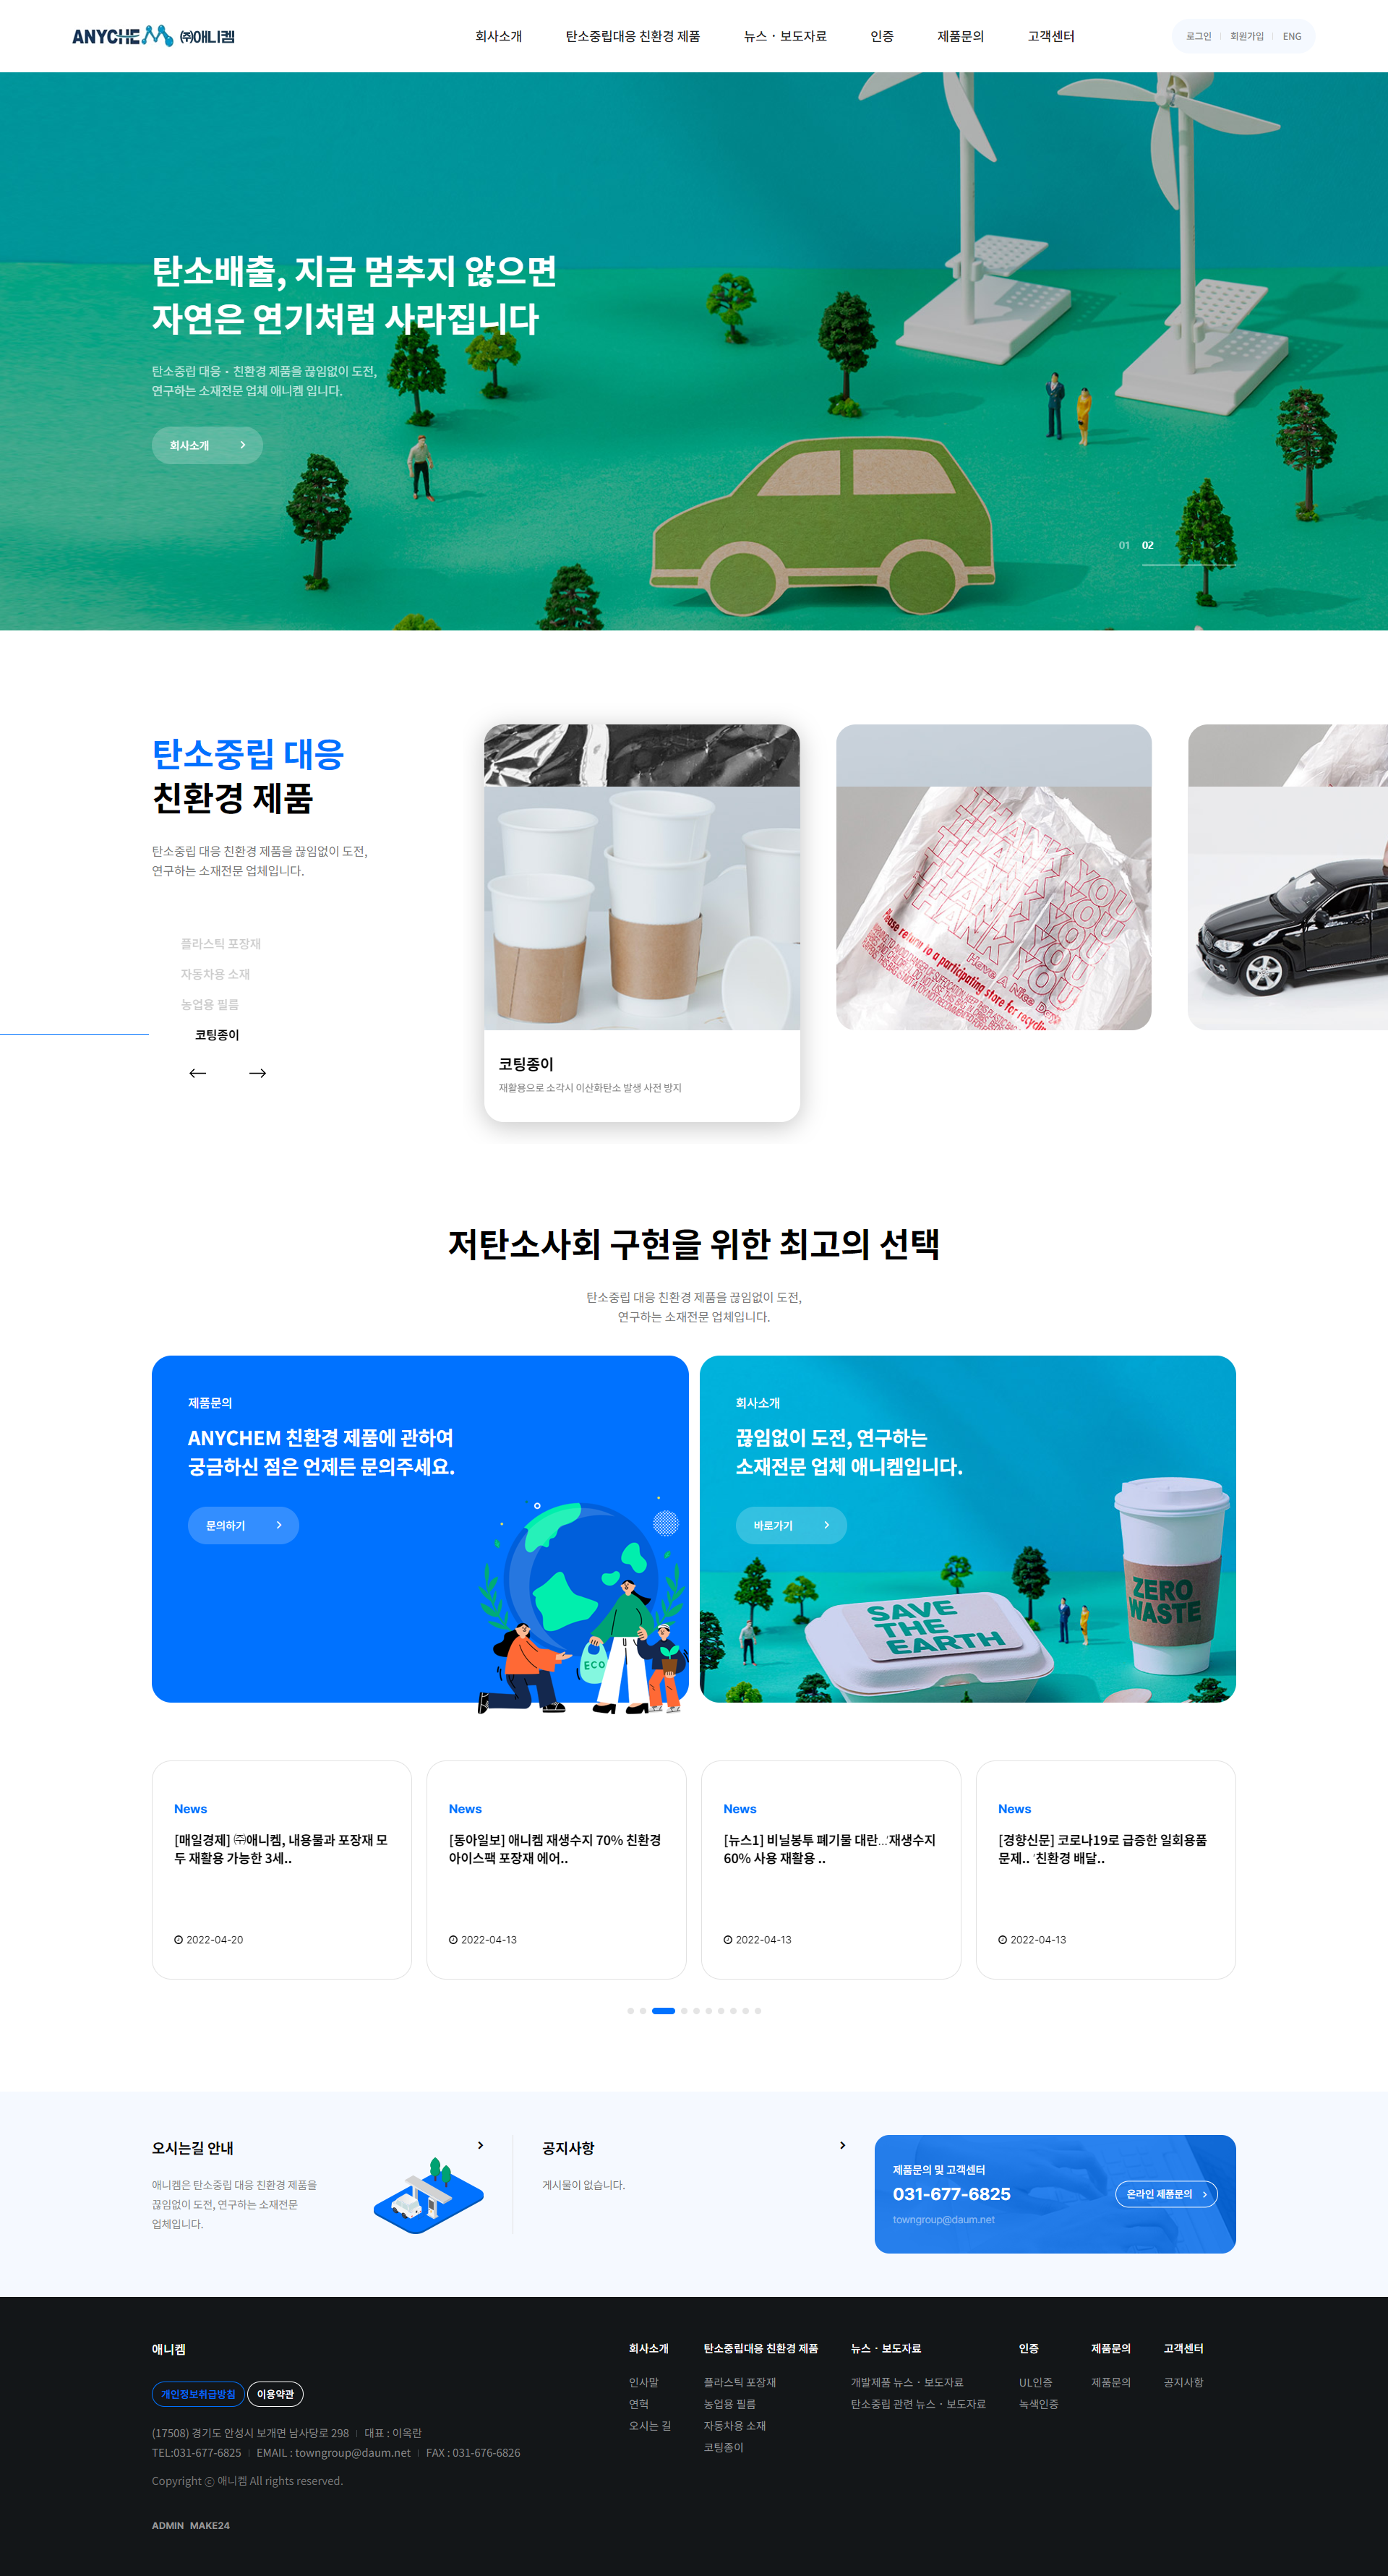 ANYCHEM ㈜애니켐
회사소개
탄소중립대응 친환경 제품
뉴스・보도자료
인증
제품문의
고객센터
로그인
회원가입
ENG
탄소배출, 지금 멈추지 않으면
자연은 연기처럼 사라집니다
탄소중립 대응・친환경 제품을 끊임없이 도전,
연구하는 소재전문 업체 애니켐 입니다.
회사소개
01 02
탄소중립 대응
친환경 제품
탄소중립 대응 친환경 제품을 끊임없이 도전,
연구하는 소재전문 업체입니다.
플라스틱 포장재
자동차용 소재
농업용 필름
코팅종이
코팅종이
재활용으로 소각시 이산화탄소 발생 사전 방지
THANK YOU
THANK YOU
THANK YOU
THANK YOU
Have A Nice Day
Please return to a participating store for recycling
저탄소사회 구현을 위한 최고의 선택
탄소중립 대응 친환경 제품을 끊임없이 도전,
연구하는 소재전문 업체입니다.
제품문의
ANYCHEM 친환경 제품에 관하여
궁금하신 점은 언제든 문의주세요.
문의하기
ECO
회사소개
끊임없이 도전, 연구하는
소재전문 업체 애니켐입니다.
바로가기
SAVE
THE
EARTH
ZERO
WASTE
News
[매일경제] ㈜애니켐, 내용물과 포장재 모
두 재활용 가능한 3세..
2022-04-20
News
[동아일보] 애니켐 재생수지 70% 친환경
아이스팩 포장재 에어..
2022-04-13
News
[뉴스1] 비닐봉투 폐기물 대란…'재생수지
60% 사용 재활용 ..
2022-04-13
News
[경향신문] 코로나19로 급증한 일회용품
문제.. '친환경 배달..
2022-04-13
오시는길 안내
애니켐은 탄소중립 대응 친환경 제품을
끊임없이 도전, 연구하는 소재전문
업체입니다.
공지사항
게시물이 없습니다.
제품문의 및 고객센터
031-677-6825
towngroup@daum.net
온라인 제품문의
애니켐
개인정보취급방침
이용약관
(17508) 경기도 안성시 보개면 남사당로 298 | 대표 : 이옥란
TEL:031-677-6825 | EMAIL : towngroup@daum.net | FAX : 031-676-6826
Copyright ⓒ 애니켐 All rights reserved.
ADMIN MAKE24
회사소개
인사말
연혁
오시는 길
탄소중립대응 친환경 제품
플라스틱 포장재
농업용 필름
자동차용 소재
코팅종이
뉴스・보도자료
개발제품 뉴스・보도자료
탄소중립 관련 뉴스・보도자료
인증
UL인증
녹색인증
제품문의
제품문의
고객센터
공지사항